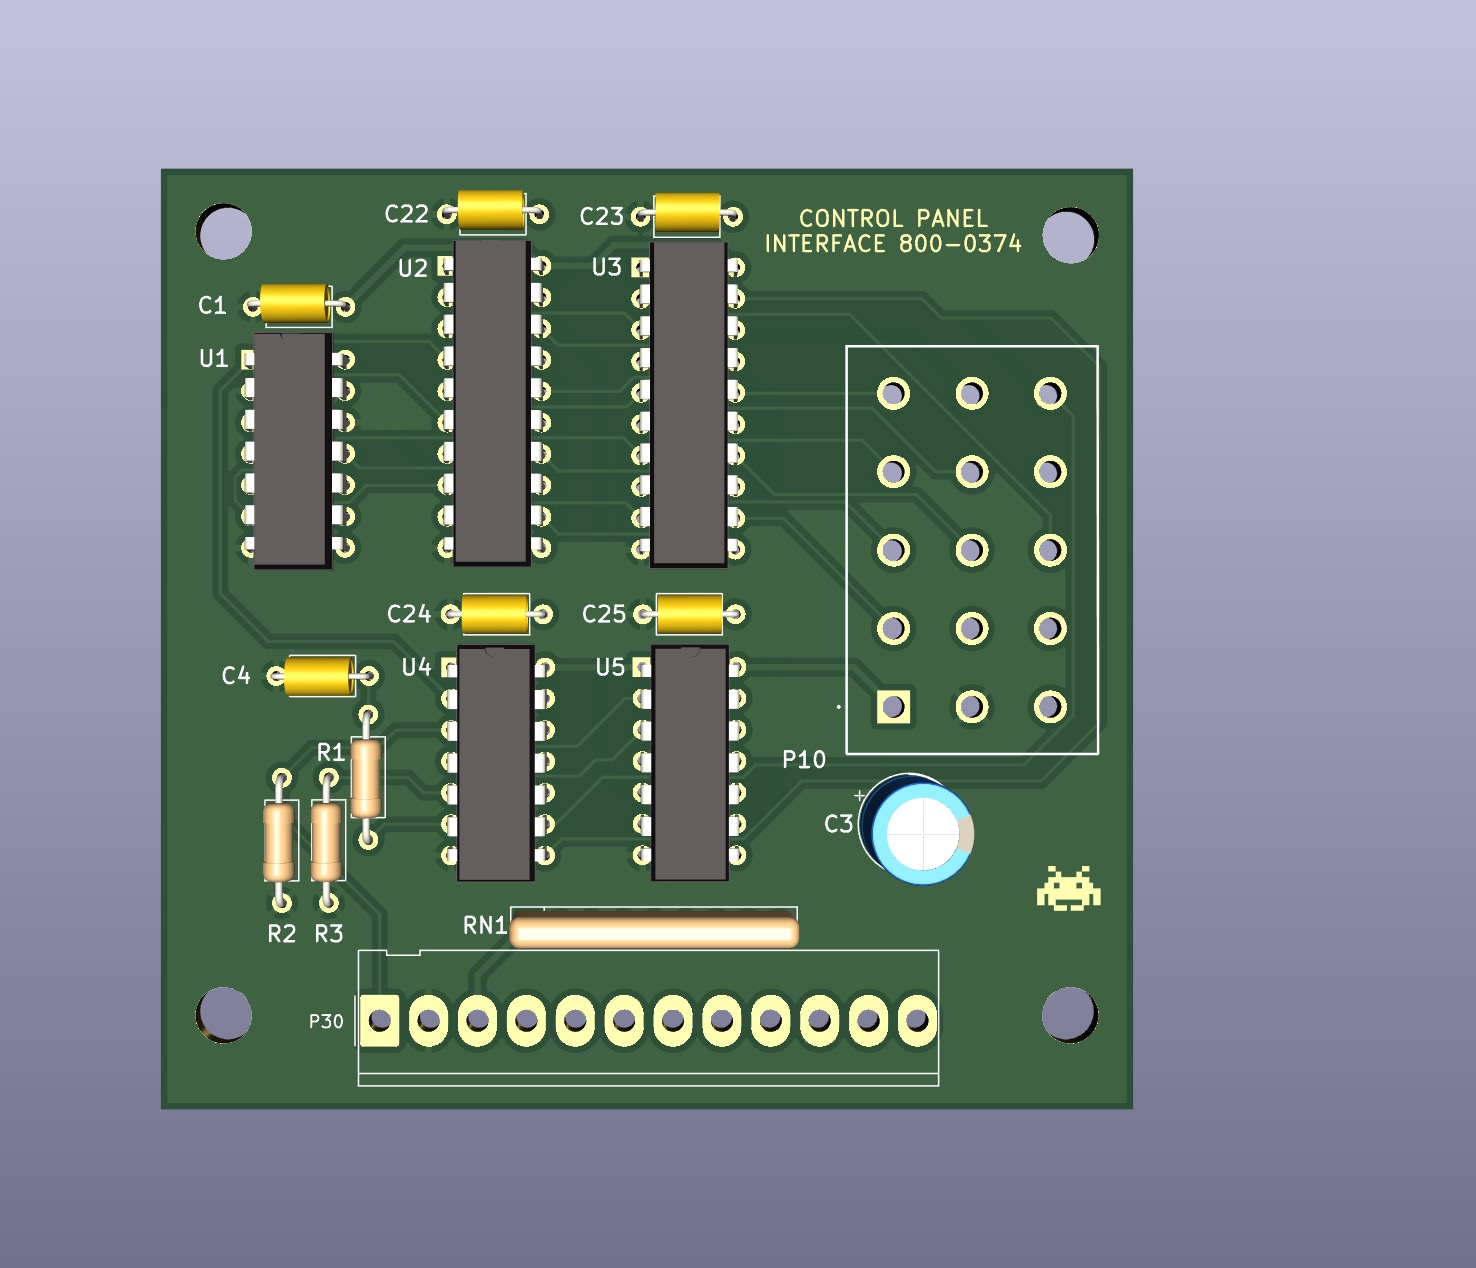 C22
C23
CONTROL PANEL
INTERFACE 800-0374
U2
U3
C1
U1
C24
C25
C4
U4
U5
R1
P10
+
C3
R2
R3
RN1
P30